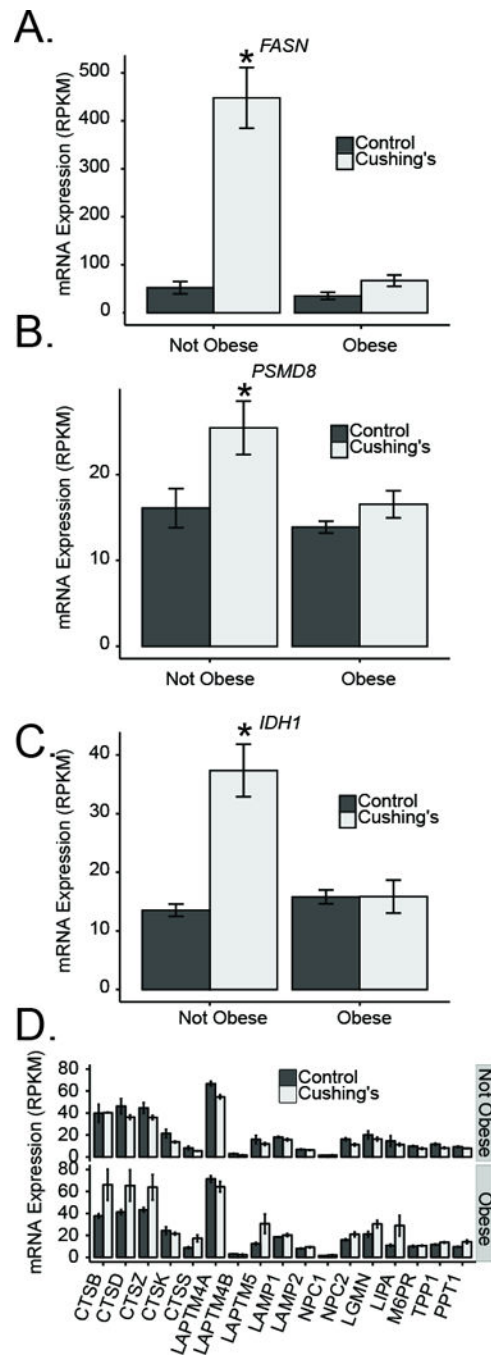 A.
FASN
*
mRNA Expression (RPKM)
500
400
300
200
100
0
Control
Cushing's
Not Obese
Obese
B.
PSMD8
*
mRNA Expression (RPKM)
20
10
0
Control
Cushing's
Not Obese
Obese
C.
IDH1
*
mRNA Expression (RPKM)
40
30
20
10
0
Control
Cushing's
Not Obese
Obese
D.
mRNA Expression (RPKM)
80
60
40
20
0
Control
Cushing's
Not Obese
80
60
40
20
0
Obese
CTSB
CTSD
CTSZ
CTSK
CTSS
LAPTM4A
LAPTM4B
LAPTM5
LAMP1
LAMP2
NPC1
NPC2
LGMN
LIPA
M6PR
TPP1
PPT1